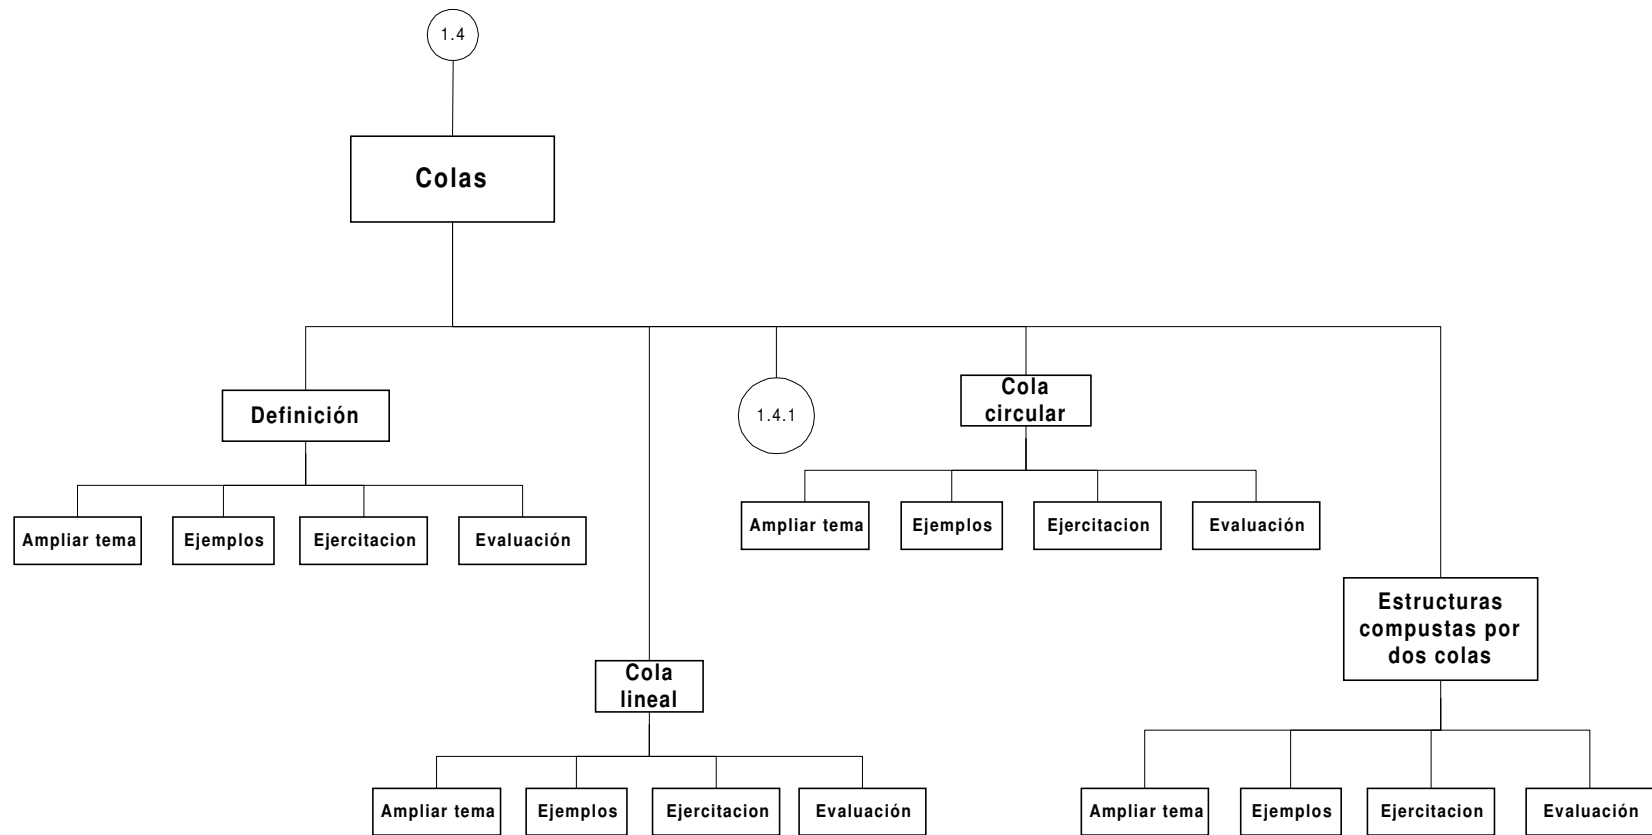 1.4
Colas
Definición
1.4.1
Cola
circular
Ampliar tema
Ejemplos
Ejercitacion
Evaluación
Ampliar tema
Ejemplos
Ejercitacion
Evaluación
Estructuras
compustas por
dos colas
Cola
lineal
Ampliar tema
Ejemplos
Ejercitacion
Evaluación
Ampliar tema
Ejemplos
Ejercitacion
Evaluación